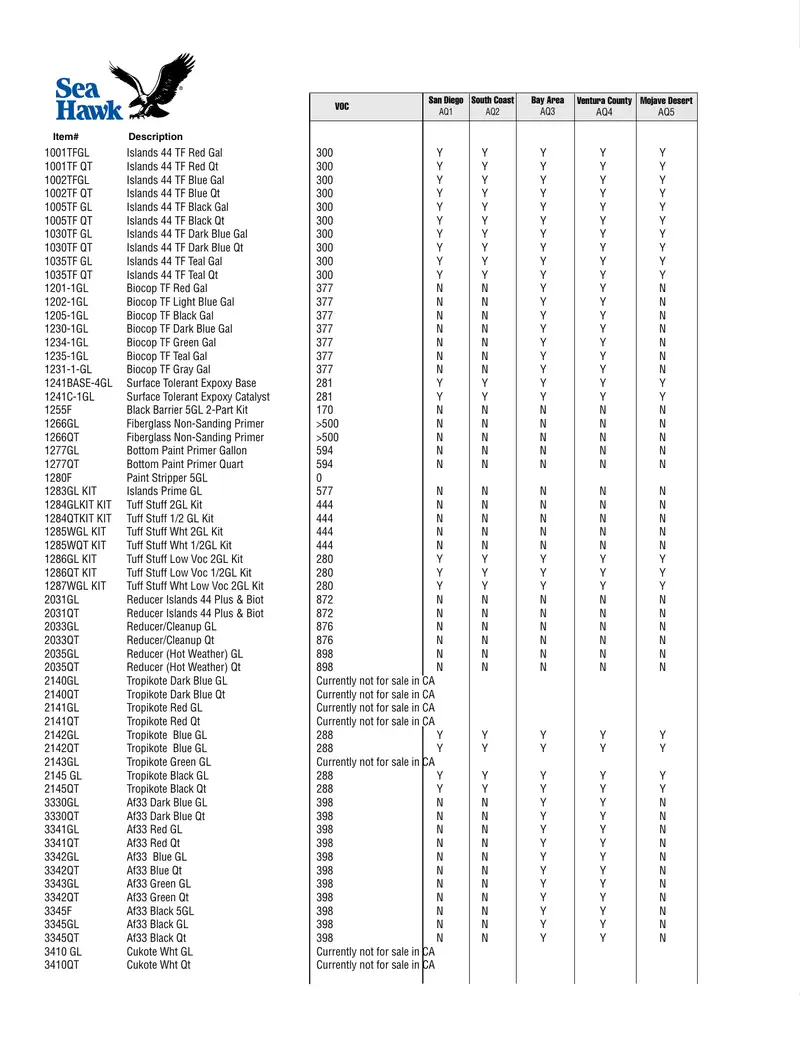 Sea
Hawk
VOC San Diego South Coast Bay Area Ventura County Mojave Desert
AQ1 AQ2 AQ3 AQ4 AQ5
Item# Description
1001TFGL Islands 44 TF Red Gal 300 Y Y Y Y Y
1001TF QT Islands 44 TF Red Qt 300 Y Y Y Y Y
1002TFGL Islands 44 TF Blue Gal 300 Y Y Y Y Y
1002TF QT Islands 44 TF Blue Qt 300 Y Y Y Y Y
1005TF GL Islands 44 TF Black Gal 300 Y Y Y Y Y
1005TF QT Islands 44 TF Black Qt 300 Y Y Y Y Y
1030TF GL Islands 44 TF Dark Blue Gal 300 Y Y Y Y Y
1030TF QT Islands 44 TF Dark Blue Qt 300 Y Y Y Y Y
1035TF GL Islands 44 TF Teal Gal 300 Y Y Y Y Y
1035TF QT Islands 44 TF Teal Qt 300 Y Y Y Y Y
1201-1GL Biocop TF Red Gal 377 N N Y Y N
1202-1GL Biocop TF Light Blue Gal 377 N N Y Y N
1205-1GL Biocop TF Black Gal 377 N N Y Y N
1230-1GL Biocop TF Dark Blue Gal 377 N N Y Y N
1234-1GL Biocop TF Green Gal 377 N N Y Y N
1235-1GL Biocop TF Teal Gal 377 N N Y Y N
1231-1-GL Biocop TF Gray Gal 377 N N Y Y N
1241BASE-4GL Surface Tolerant Expoxy Base 281 Y Y Y Y Y
1241C-1GL Surface Tolerant Expoxy Catalyst 281 Y Y Y Y Y
1255F Black Barrier 5GL 2-Part Kit 170 N N N N N
1266GL Fiberglass Non-Sanding Primer >500 N N N N N
1266QT Fiberglass Non-Sanding Primer >500 N N N N N
1277GL Bottom Paint Primer Gallon 594 N N N N N
1277QT Bottom Paint Primer Quart 594 N N N N N
1280F Paint Stripper 5GL 0
1283GL KIT Islands Prime GL 577 N N N N N
1284GLKIT KIT Tuff Stuff 2GL Kit 444 N N N N N
1284QTKIT KIT Tuff Stuff 1/2 GL Kit 444 N N N N N
1285WGL KIT Tuff Stuff Wht 2GL Kit 444 N N N N N
1285WQT KIT Tuff Stuff Wht 1/2GL Kit 444 N N N N N
1286GL KIT Tuff Stuff Low Voc 2GL Kit 280 Y Y Y Y Y
1286QT KIT Tuff Stuff Low Voc 1/2GL Kit 280 Y Y Y Y Y
1287WGL KIT Tuff Stuff Wht Low Voc 2GL Kit 280 Y Y Y Y Y
2031GL Reducer Islands 44 Plus & Biot 872 N N N N N
2031QT Reducer Islands 44 Plus & Biot 872 N N N N N
2033GL Reducer/Cleanup GL 876 N N N N N
2033QT Reducer/Cleanup Qt 876 N N N N N
2035GL Reducer (Hot Weather) GL 898 N N N N N
2035QT Reducer (Hot Weather) Qt 898 N N N N N
2140GL Tropikote Dark Blue GL Currently not for sale in CA
2140QT Tropikote Dark Blue Qt Currently not for sale in CA
2141GL Tropikote Red GL Currently not for sale in CA
2141QT Tropikote Red Qt Currently not for sale in CA
2142GL Tropikote Blue GL 288 Y Y Y Y Y
2142QT Tropikote Blue GL 288 Y Y Y Y Y
2143GL Tropikote Green GL Currently not for sale in CA
2145 GL Tropikote Black GL 288 Y Y Y Y Y
2145QT Tropikote Black Qt 288 Y Y Y Y Y
3330GL Af33 Dark Blue GL 398 N N Y Y N
3330QT Af33 Dark Blue Qt 398 N N Y Y N
3341GL Af33 Red GL 398 N N Y Y N
3341QT Af33 Red Qt 398 N N Y Y N
3342GL Af33 Blue GL 398 N N Y Y N
3342QT Af33 Blue Qt 398 N N Y Y N
3343GL Af33 Green GL 398 N N Y Y N
3342QT Af33 Green Qt 398 N N Y Y N
3345F Af33 Black 5GL 398 N N Y Y N
3345GL Af33 Black GL 398 N N Y Y N
3345QT Af33 Black Qt 398 N N Y Y N
3410 GL Cukote Wht GL Currently not for sale in CA
3410QT Cukote Wht Qt Currently not for sale in CA